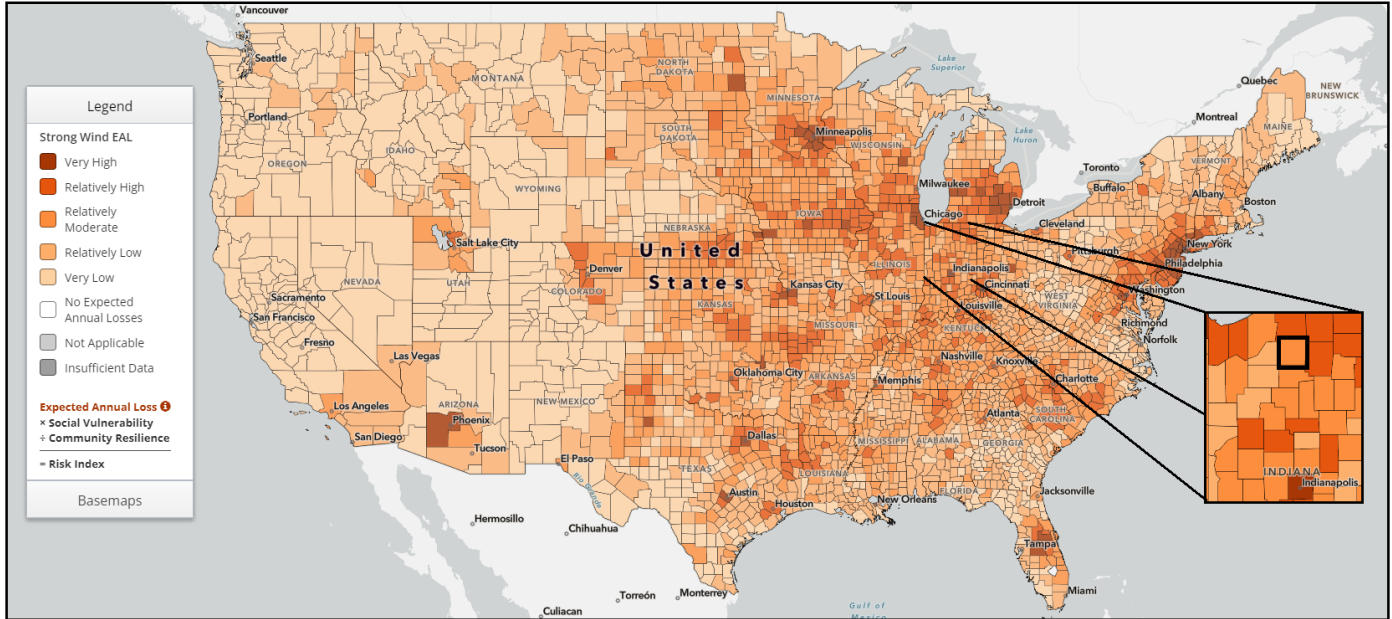 Vancouver
Seattle
Portland
OREGON
IDAHO
MONTANA
WYOMING
NEVADA
UTAH
Salt Lake City
Sacramento
San Francisco
Fresno
Las Vegas
Los Angeles
San Diego
ARIZONA
Phoenix
Tucson
NEW MEXICO
El Paso
Rio Grande
COLORADO
Denver
NORTH
DAKOTA
SOUTH
DAKOTA
NEBRASKA
KANSAS
United
States
MINNESOTA
Minneapolis
WISCONSIN
IOWA
Milwaukee
Chicago
Lake
Superior
Lake
Huron
Detroit
Cleveland
ILLINOIS
Indianapolis
Cincinnati
Kansas City
St Louis
Louisville
MISSOURI
KENTUCKY
WEST
VIRGINIA
Pittsburgh
Toronto
Buffalo
Albany
Boston
VERMONT
MAINE
Montreal
Quebec
NEW
BRUNSWICK
New York
Philadelphia
Washington
Richmond
Norfolk
Nashville
Knoxville
Charlotte
Oklahoma City
ARKANSAS
Memphis
Atlanta
SOUTH
CAROLINA
MISSISSIPPI
ALABAMA
GEORGIA
Dallas
TEXAS
LOUISIANA
Austin
Houston
New Orleans
FLORIDA
Jacksonville
Tampa
Miami
Hermosillo
Chihuahua
Torreón
Monterrey
Culiacan
Gulf of
Mexico
Legend
Strong Wind EAL
Very High
Relatively High
Relatively
Moderate
Relatively Low
Very Low
No Expected
Annual Losses
Not Applicable
Insufficient Data
Expected Annual Loss
× Social Vulnerability
÷ Community Resilience
= Risk Index
Basemaps
INDIANA
Indianapolis